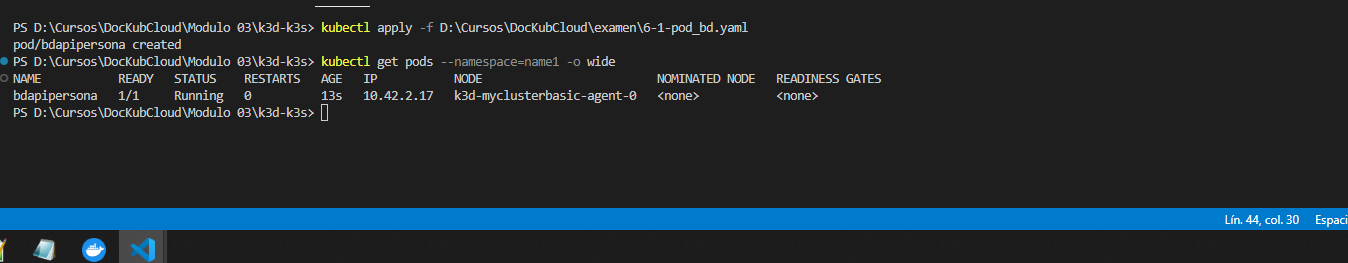 PS D:\Cursos\DocKubCloud\Modulo 03\k3d-k3s> kubectl apply -f D:\Cursos\DocKubCloud\examen\6-1-pod_bd.yaml
pod/bdapipersona created
PS D:\Cursos\DocKubCloud\Modulo 03\k3d-k3s> kubectl get pods --namespace=name1 -o wide
NAME READY STATUS RESTARTS AGE IP NODE NOMINATED NODE READINESS GATES
bdapipersona 1/1 Running 0 13s 10.42.2.17 k3d-myclusterbasic-agent-0 <none> <none>
PS D:\Cursos\DocKubCloud\Modulo 03\k3d-k3s>
Lín. 44, col. 30 Espaci